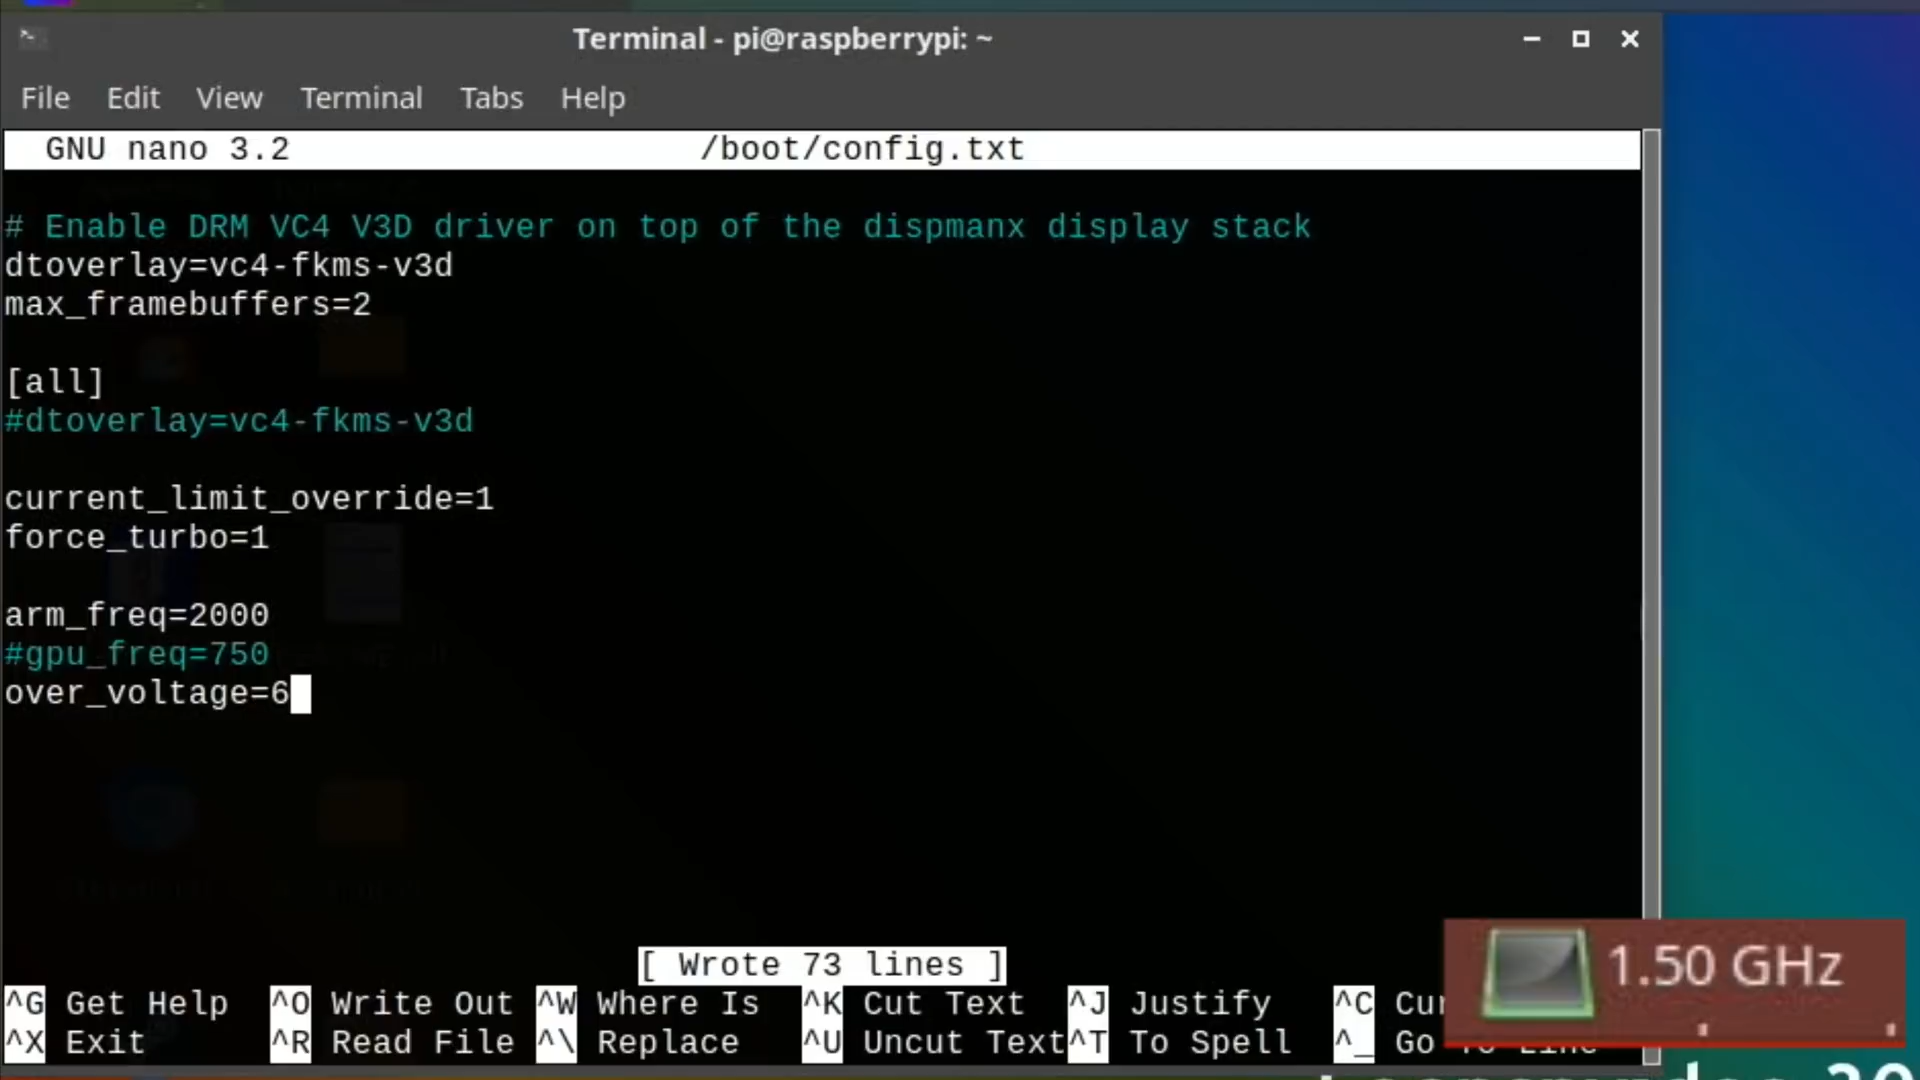 Terminal - pi@raspberrypi: ~
File Edit View Terminal Tabs Help
GNU nano 3.2 /boot/config.txt
# Enable DRM VC4 V3D driver on top of the dispmanx display stack
dtoverlay=vc4-fkms-v3d
max_framebuffers=2
[all]
#dtoverlay=vc4-fkms-v3d
current_limit_override=1
force_turbo=1
arm_freq=2000
#gpu_freq=750
over_voltage=6
[ Wrote 73 lines ]
1.50 GHz
^G Get Help ^O Write Out ^W Where Is ^K Cut Text ^J Justify ^C Cu
^X Exit ^R Read File ^\ Replace ^U Uncut Text ^T To Spell ^_ Go To Line